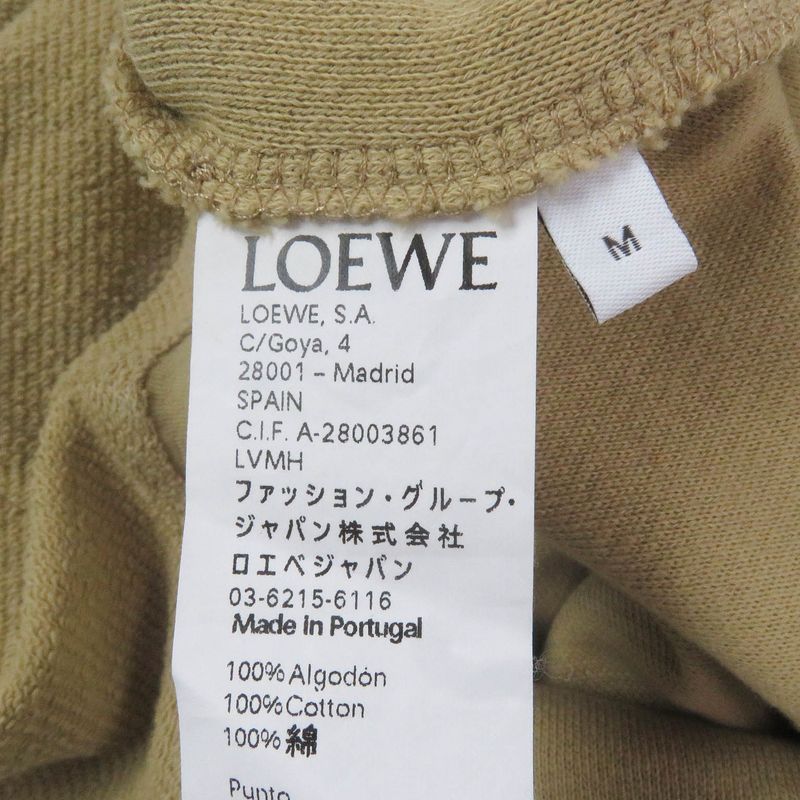 LOEWE
M
LOEWE, S.A.
C/Goya, 4
28001 – Madrid
SPAIN
C.I.F. A-28003861
LVMH
ファッション・グループ・
ジャパン株式会社
ロエベジャパン
03-6215-6116
Made in Portugal
100% Algodón
100% Cotton
100% 綿
Punto